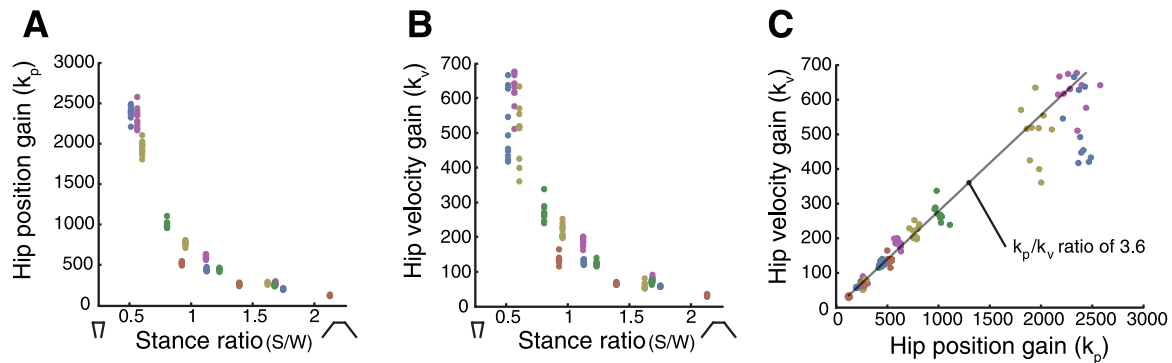 A
B
C
Hip position gain (kp)
3000
2500
2000
1500
1000
500
0
0.5 1 1.5 2
Stance ratio (S/W)
Hip velocity gain (kv)
700
600
500
400
300
200
100
0
0.5 1 1.5 2
Stance ratio (S/W)
Hip velocity gain (kv)
700
600
500
400
300
200
100
0
500 1000 1500 2000 2500 3000
Hip position gain (kp)
kp/kv ratio of 3.6